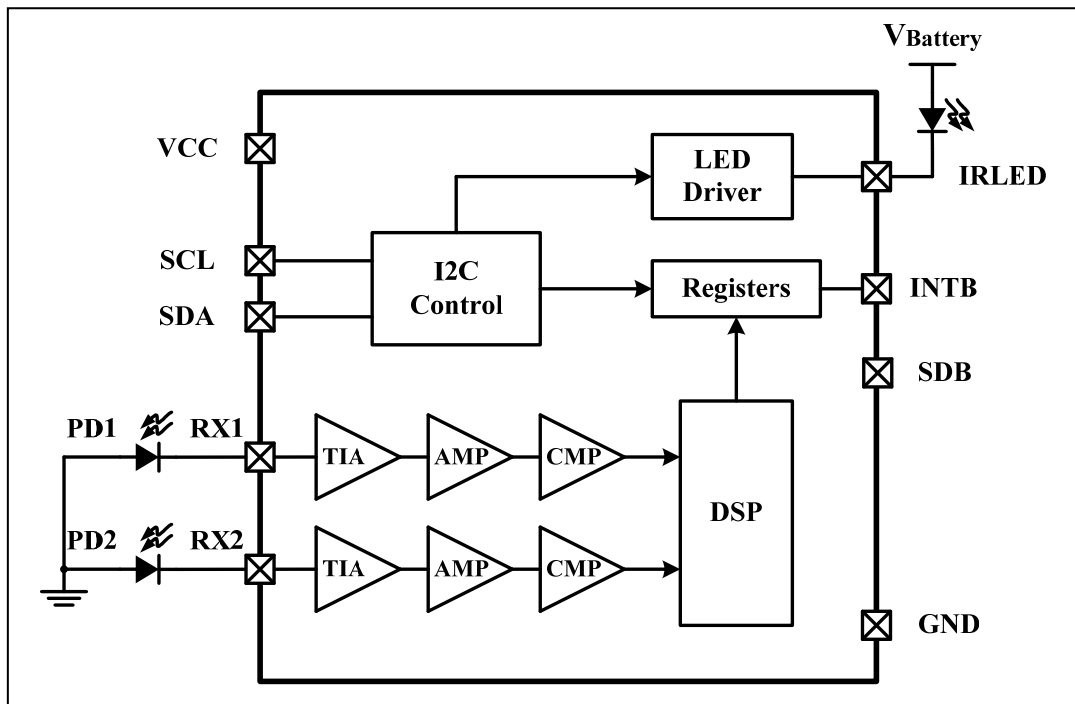 VBattery
VCC
LED
Driver
IRLED
SCL
I2C
Control
Registers
INTB
SDA
SDB
PD1
RX1
TIA
AMP
CMP
DSP
PD2
RX2
TIA
AMP
CMP
GND